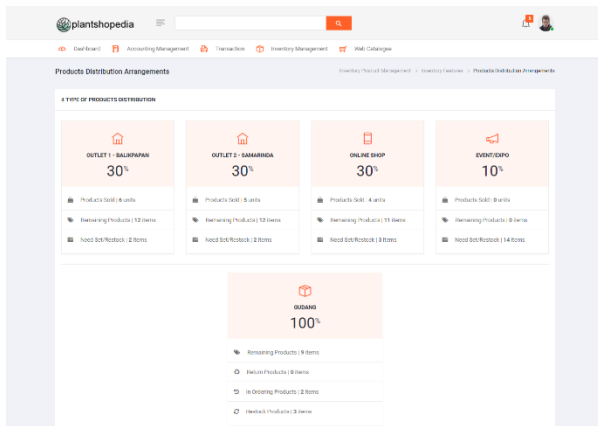 plantshopedia
Dashboard Accounting Management Transaction Inventory Management Web Catalogue
Products Distribution Arrangements
Inventory Product Management > Inventory Features > Products Distribution Arrangements
4 TYPE OF PRODUCTS DISTRIBUTION
OUTLET 1 - BALIKPAPAN
30%
Products Sold | 6 units
Remaining Products | 12 items
Need Set/Restock | 2 items
OUTLET 2 - SAMARINDA
30%
Products Sold | 5 units
Remaining Products | 12 items
Need Set/Restock | 2 items
ONLINE SHOP
30%
Products Sold | 4 units
Remaining Products | 11 items
Need Set/Restock | 3 items
EVENT/EXPO
10%
Products Sold | 0 units
Remaining Products | 0 items
Need Set/Restock | 14 items
GUDANG
100%
Remaining Products | 9 items
Return Products | 0 items
In Ordering Products | 2 items
Restock Products | 3 items